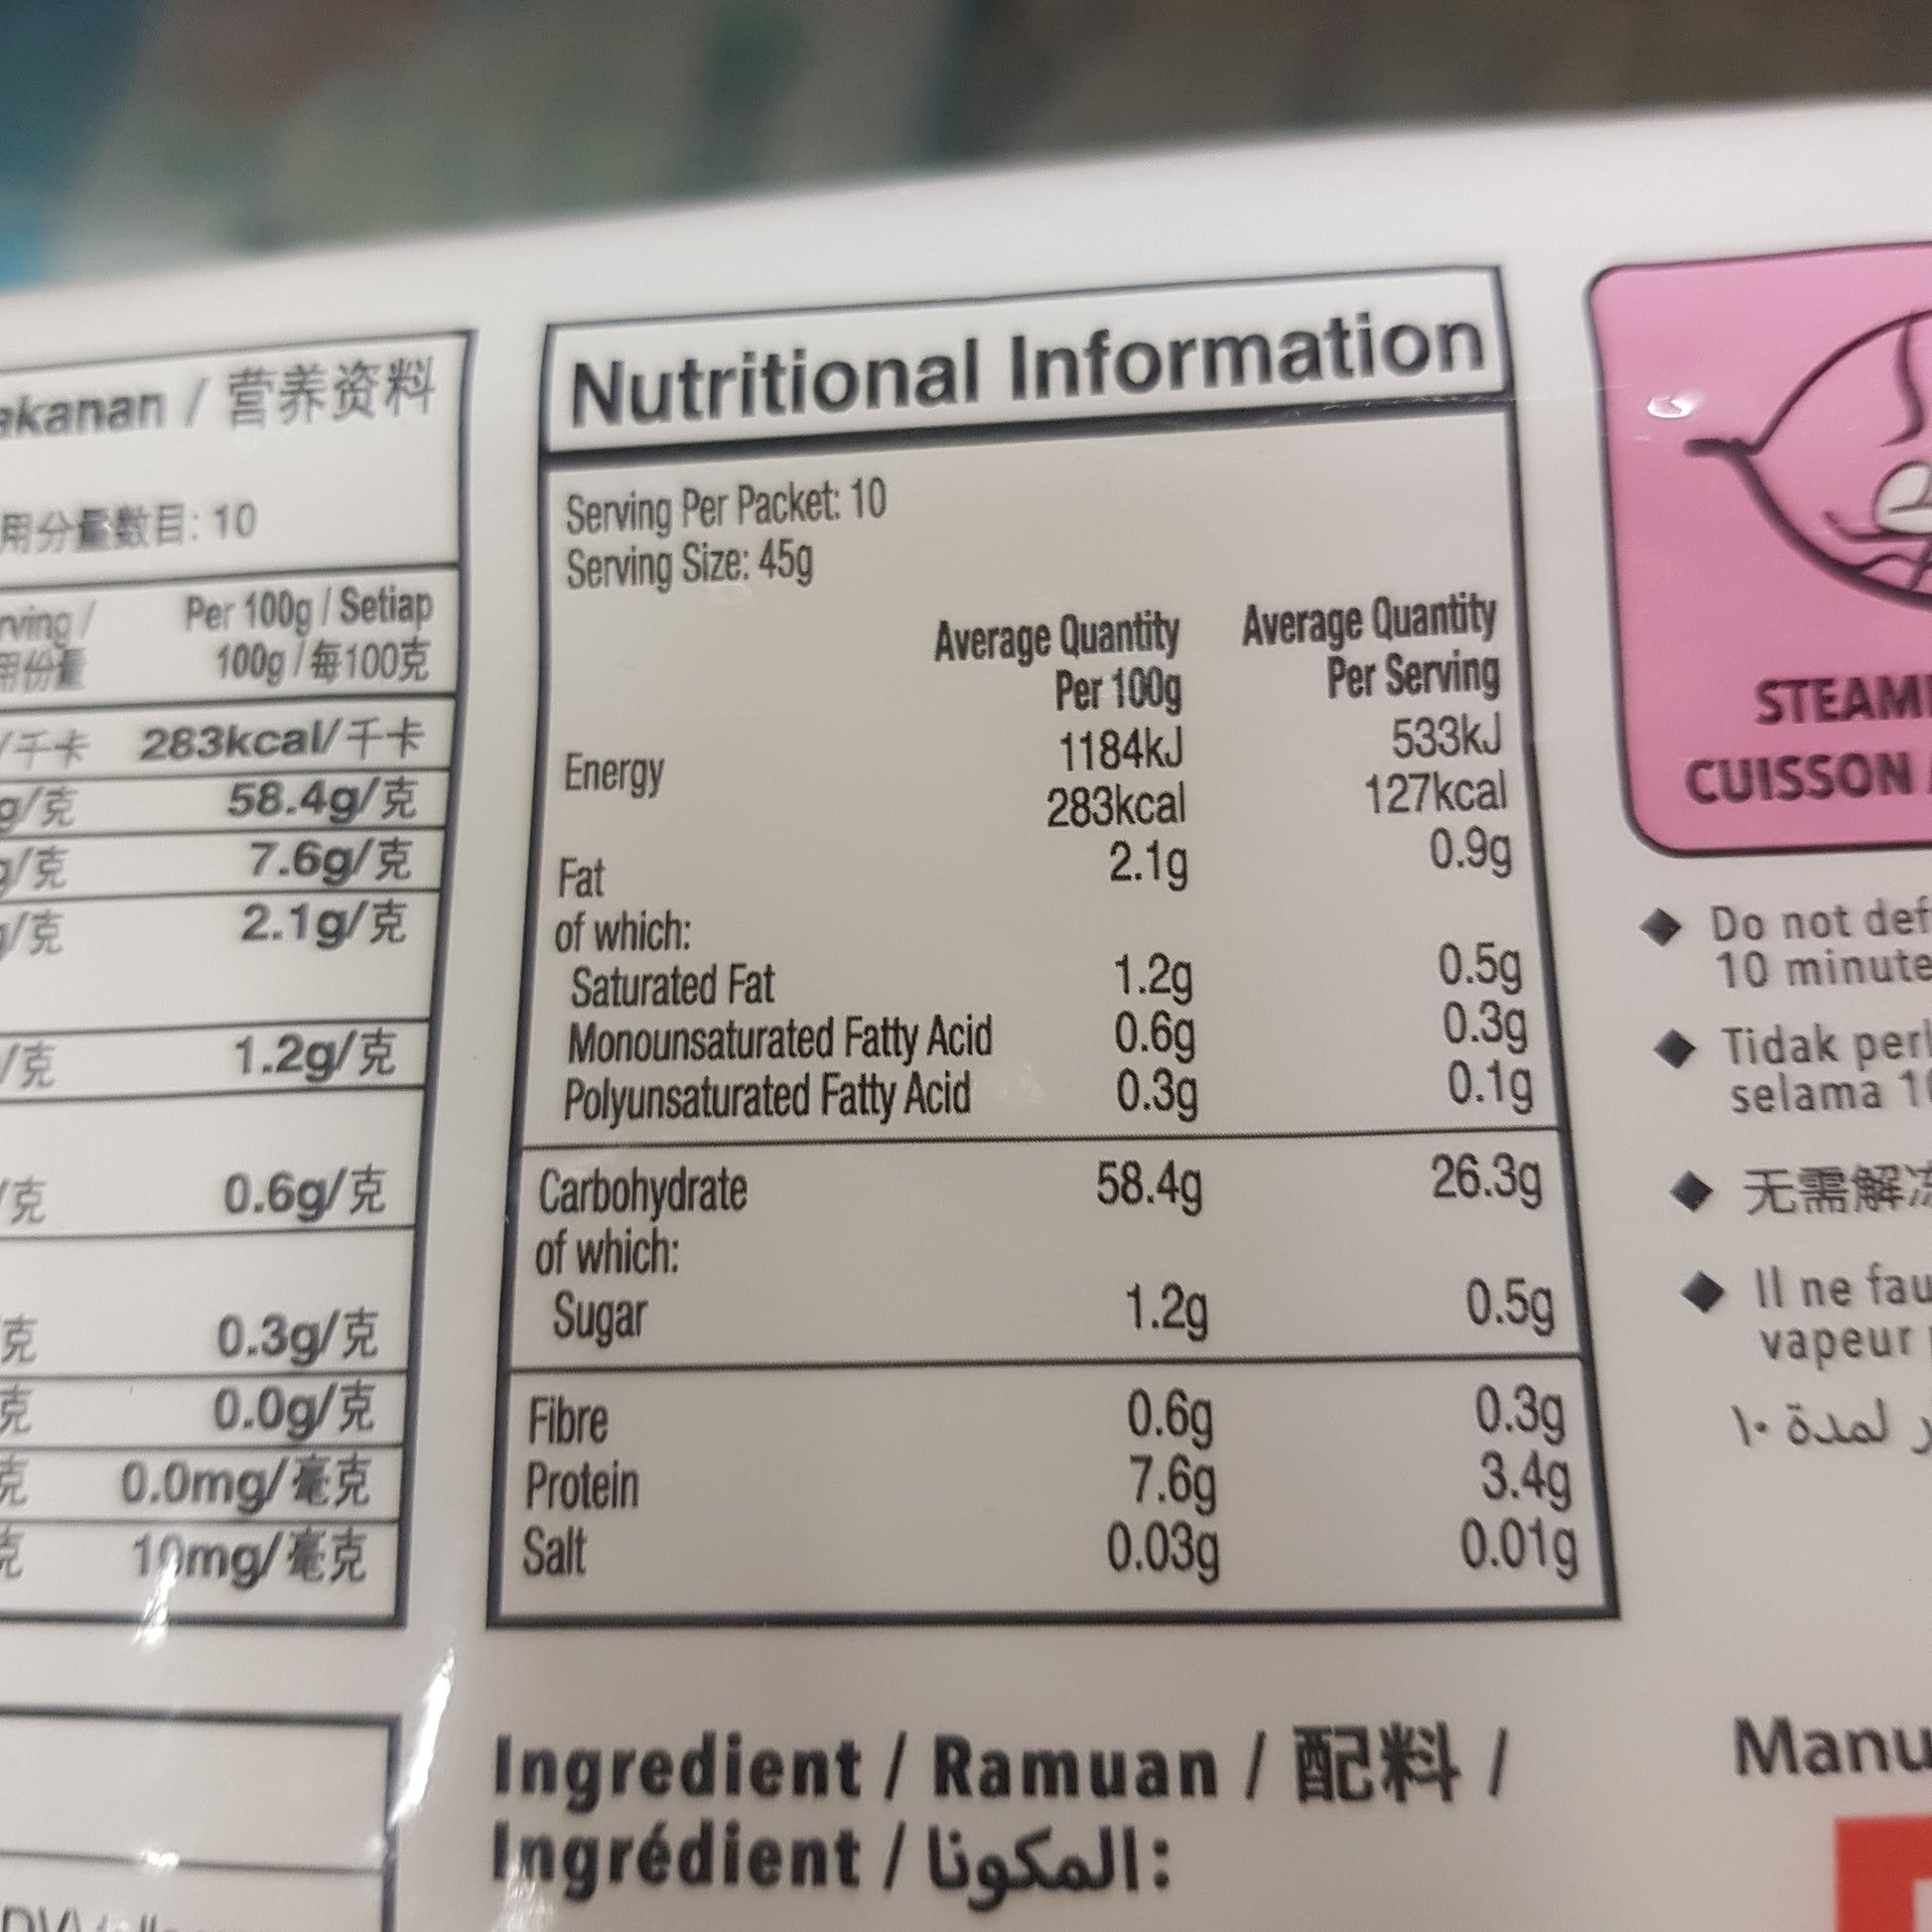 akanan / 营养资料
用分量數目: 10
rving / Per 100g / Setiap
用份量 100g / 每100克
/千卡 283kcal/千卡
g/克 58.4g/克
g/克 7.6g/克
g/克 2.1g/克
/克 1.2g/克
/克 0.6g/克
克 0.3g/克
克 0.0g/克
克 0.0mg/毫克
克 10mg/毫克
Nutritional Information
Serving Per Packet: 10
Serving Size: 45g
Average Quantity Average Quantity
Per 100g Per Serving
Energy 1184kJ 533kJ
283kcal 127kcal
Fat 2.1g 0.9g
of which:
Saturated Fat 1.2g 0.5g
Monounsaturated Fatty Acid 0.6g 0.3g
Polyunsaturated Fatty Acid 0.3g 0.1g
Carbohydrate 58.4g 26.3g
of which:
Sugar 1.2g 0.5g
Fibre 0.6g 0.3g
Protein 7.6g 3.4g
Salt 0.03g 0.01g
Ingredient / Ramuan / 配料 /
Ingrédient / المكونا:
STEAM
CUISSON
◆ Do not def
10 minute
◆ Tidak perl
selama 10
◆ 无需解冻
◆ Il ne fau
vapeur
ر لمدة ١٠
Manu